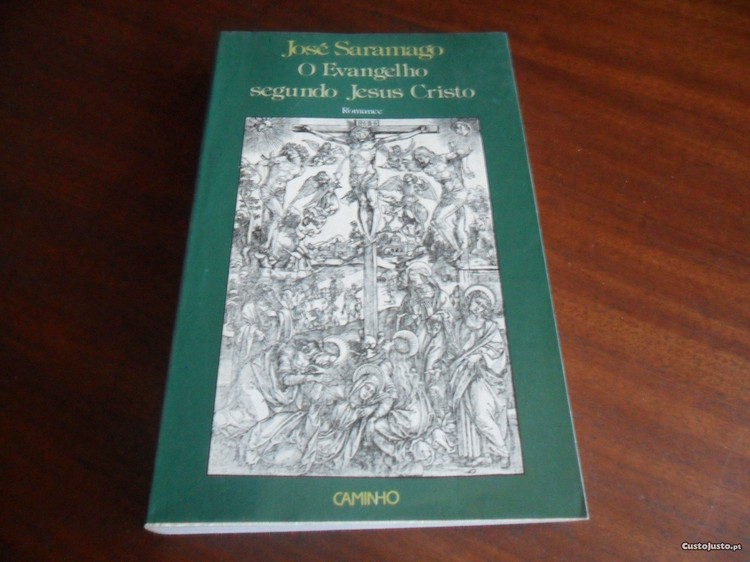 José Saramago
O Evangelho
segundo Jesus Cristo
Romance
CAMINHO
CustoJusto.pt